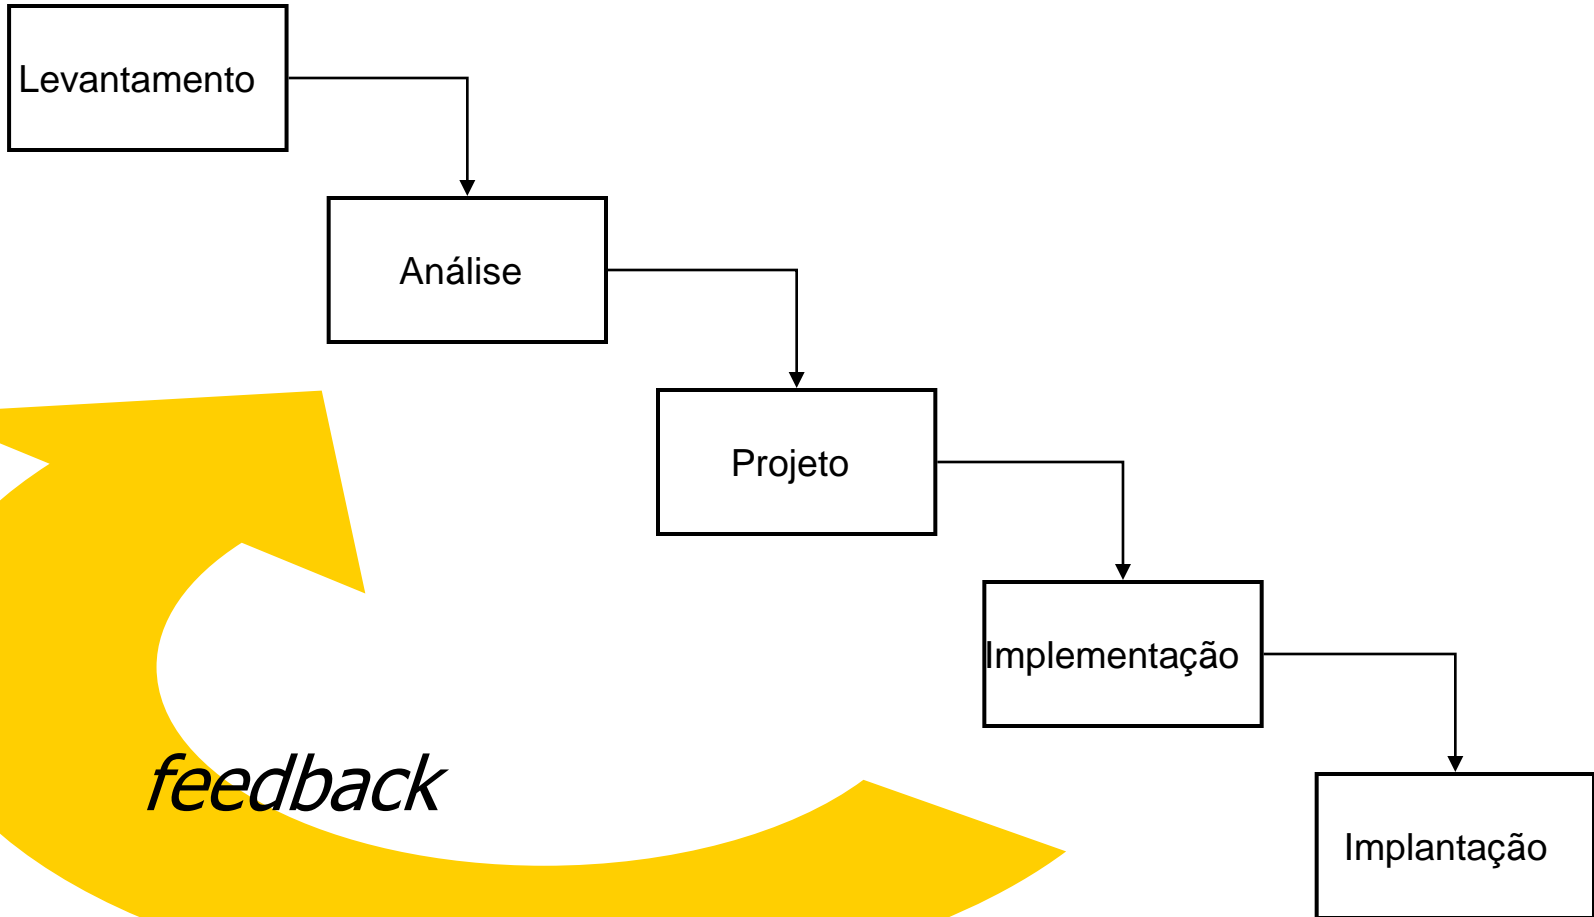 Levantamento
Análise
Projeto
Implementação
feedback
Implantação